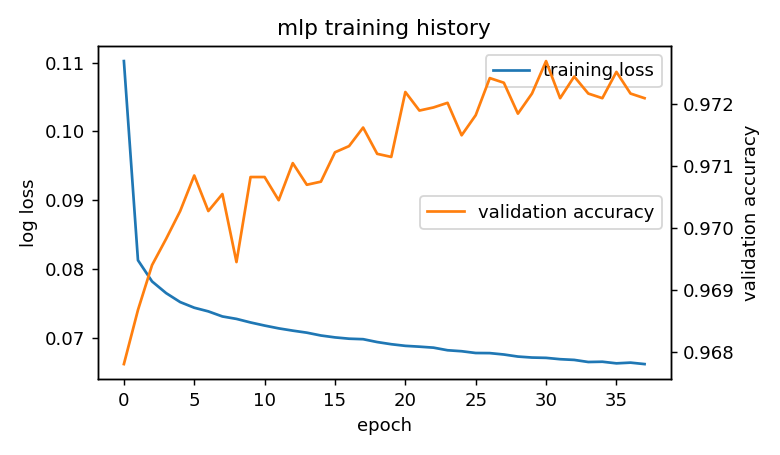 mlp training history
log loss
0.11
0.10
0.09
0.08
0.07
training loss
validation accuracy
0.972
0.971
0.970
0.969
0.968
validation accuracy
0 5 10 15 20 25 30 35
epoch